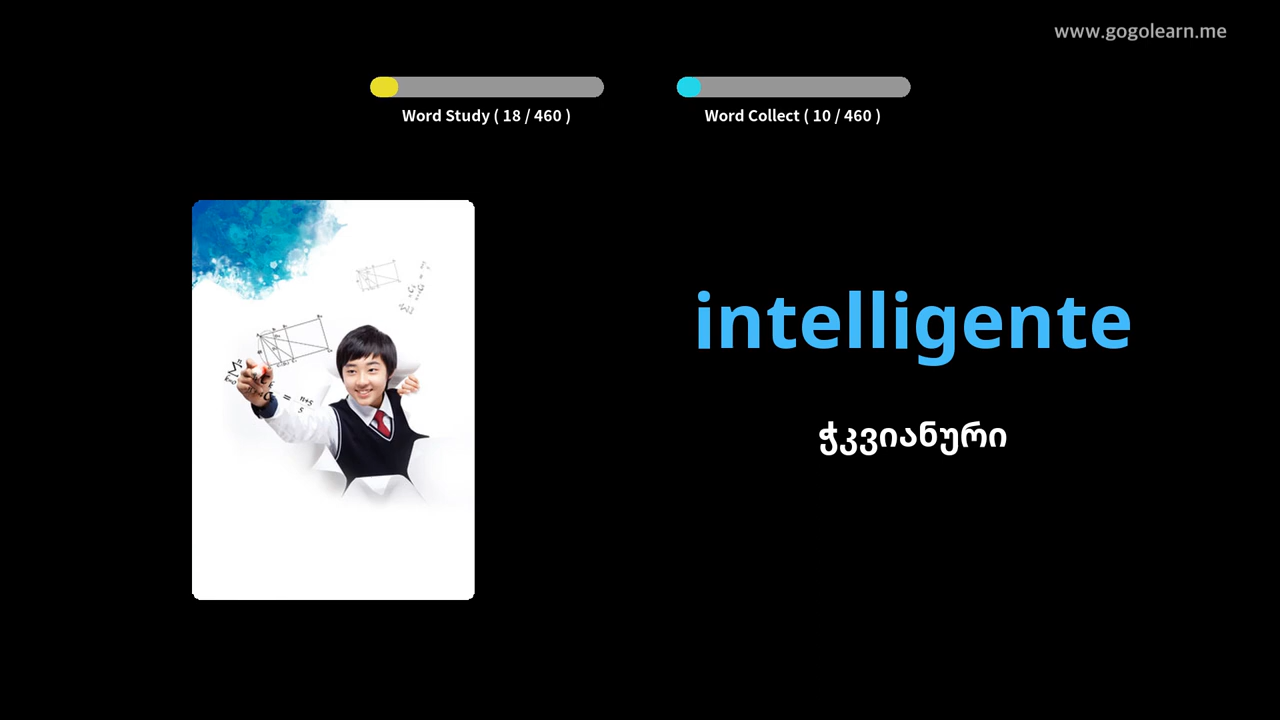 www.gogolearn.me
Word Study ( 18 / 460 )
Word Collect ( 10 / 460 )
intelligente
ჭკვიანური